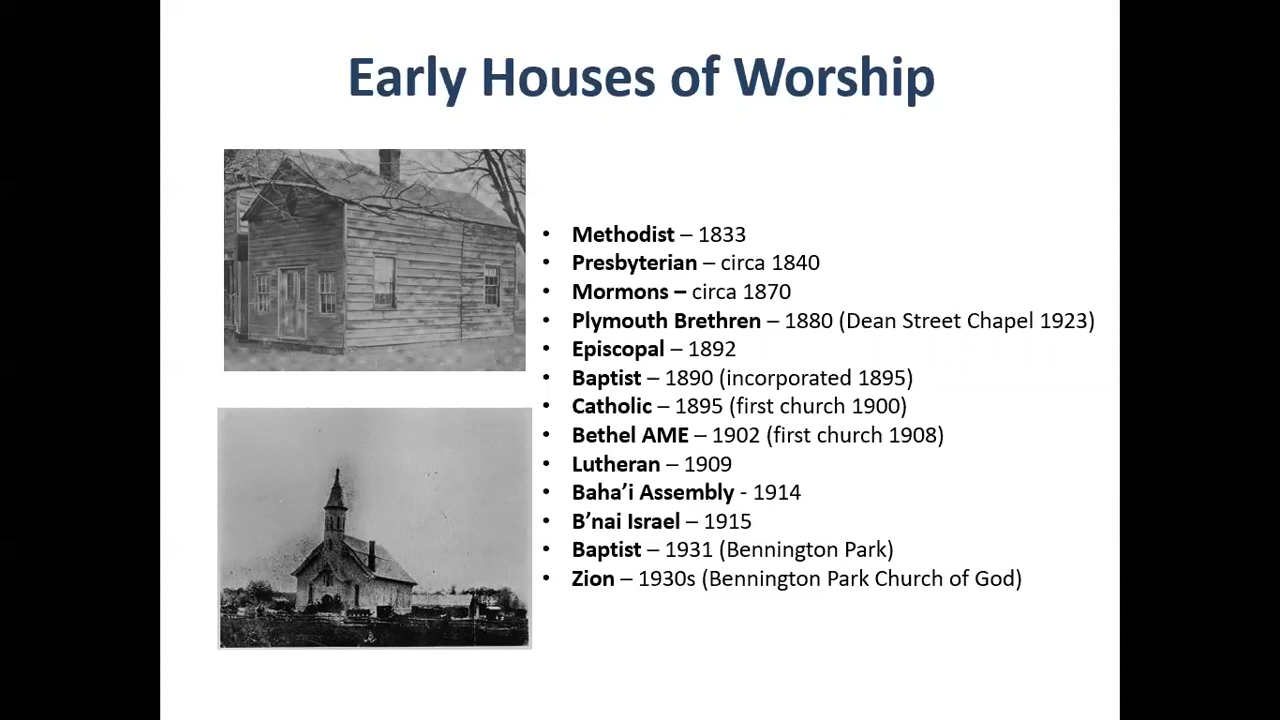 Early Houses of Worship
• Methodist – 1833
• Presbyterian – circa 1840
• Mormons – circa 1870
• Plymouth Brethren – 1880 (Dean Street Chapel 1923)
• Episcopal – 1892
• Baptist – 1890 (incorporated 1895)
• Catholic – 1895 (first church 1900)
• Bethel AME – 1902 (first church 1908)
• Lutheran – 1909
• Baha’i Assembly - 1914
• B’nai Israel – 1915
• Baptist – 1931 (Bennington Park)
• Zion – 1930s (Bennington Park Church of God)